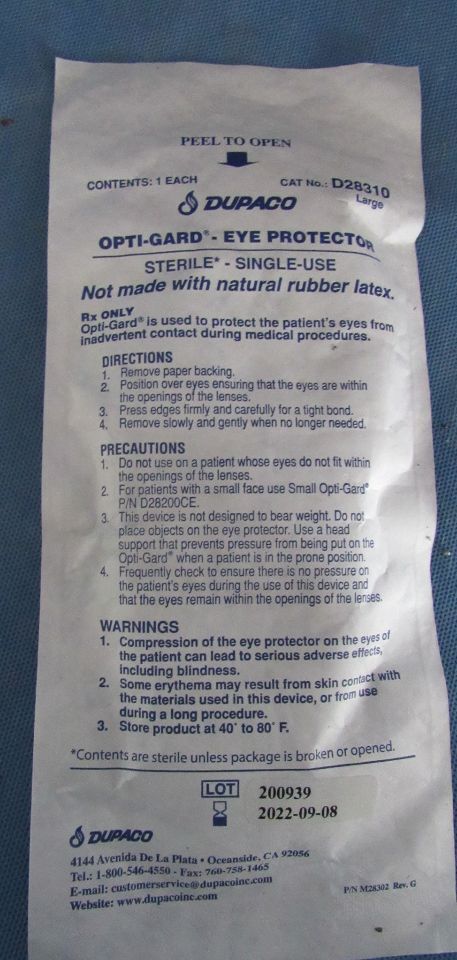 PEEL TO OPEN
CONTENTS: 1 EACH
CAT No.: D28310
Large
DUPACO
OPTI-GARD® - EYE PROTECTOR
STERILE* - SINGLE-USE
Not made with natural rubber latex.
Rx ONLY
Opti-Gard® is used to protect the patient's eyes from
inadvertent contact during medical procedures.
DIRECTIONS
1. Remove paper backing.
2. Position over eyes ensuring that the eyes are within
the openings of the lenses.
3. Press edges firmly and carefully for a tight bond.
4. Remove slowly and gently when no longer needed.
PRECAUTIONS
1. Do not use on a patient whose eyes do not fit within
the openings of the lenses.
2. For patients with a small face use Small Opti-Gard®
P/N D28200CE.
3. This device is not designed to bear weight. Do not
place objects on the eye protector. Use a head
support that prevents pressure from being put on the
Opti-Gard® when a patient is in the prone position.
4. Frequently check to ensure there is no pressure on
the patient's eyes during the use of this device and
that the eyes remain within the openings of the lenses.
WARNINGS
1. Compression of the eye protector on the eyes of
the patient can lead to serious adverse effects,
including blindness.
2. Some erythema may result from skin contact with
the materials used in this device, or from use
during a long procedure.
3. Store product at 40° to 80° F.
*Contents are sterile unless package is broken or opened.
LOT 200939
2022-09-08
DUPACO
4144 Avenida De La Plata • Oceanside, CA 92056
Tel.: 1-800-546-4550 - Fax: 760-758-1465
E-mail: customerservice@dupacoinc.com
Website: www.dupacoinc.com
P/N M28302 Rev. G